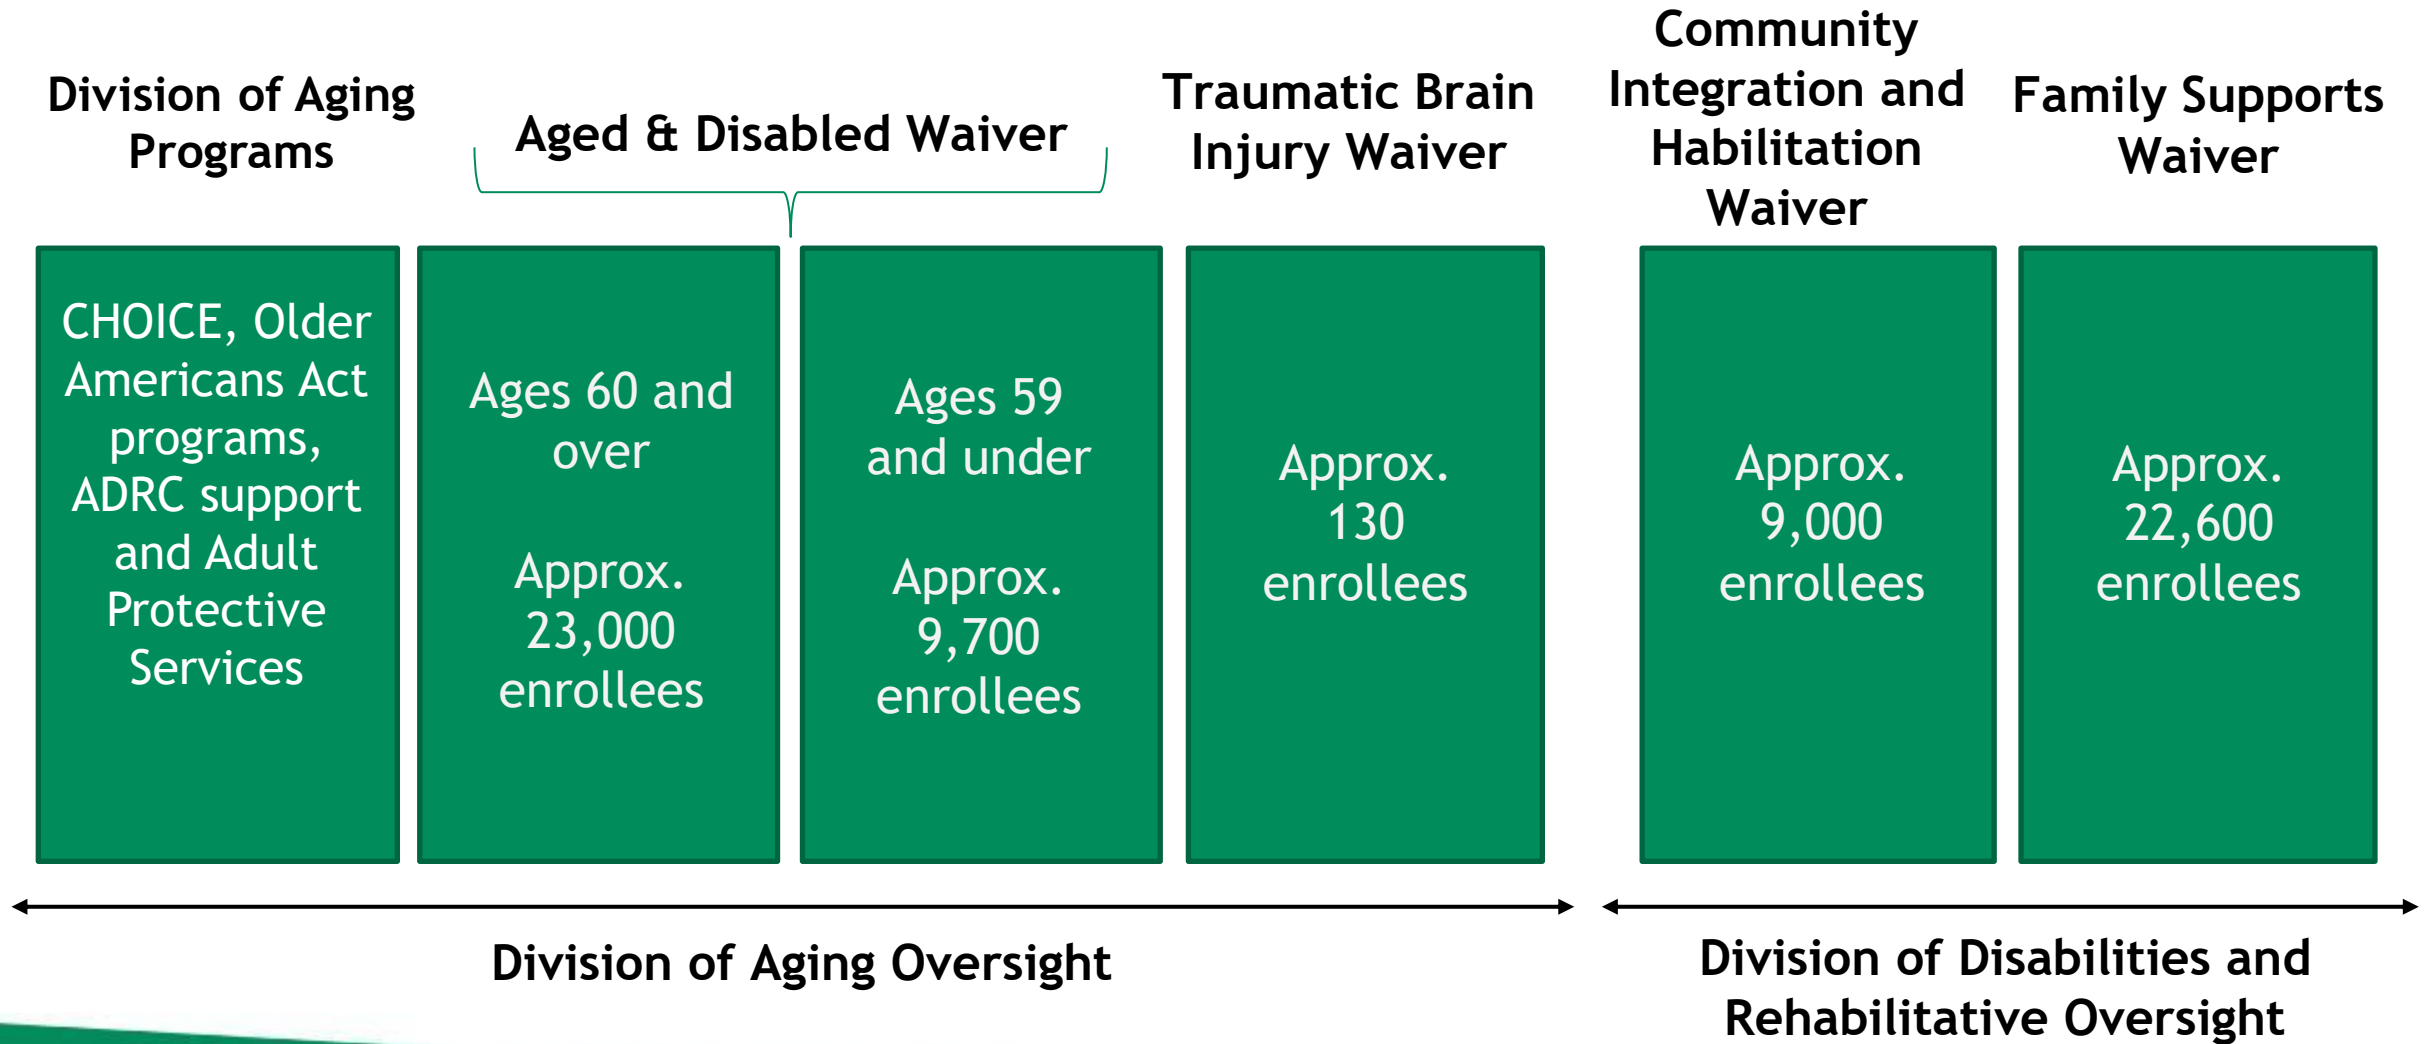 Division of Aging
Programs
Aged & Disabled Waiver
Traumatic Brain
Injury Waiver
Community
Integration and
Habilitation
Waiver
Family Supports
Waiver
CHOICE, Older
Americans Act
programs,
ADRC support
and Adult
Protective
Services
Ages 60 and
over
Approx.
23,000
enrollees
Ages 59
and under
Approx.
9,700
enrollees
Approx.
130
enrollees
Approx.
9,000
enrollees
Approx.
22,600
enrollees
Division of Aging Oversight
Division of Disabilities and
Rehabilitative Oversight